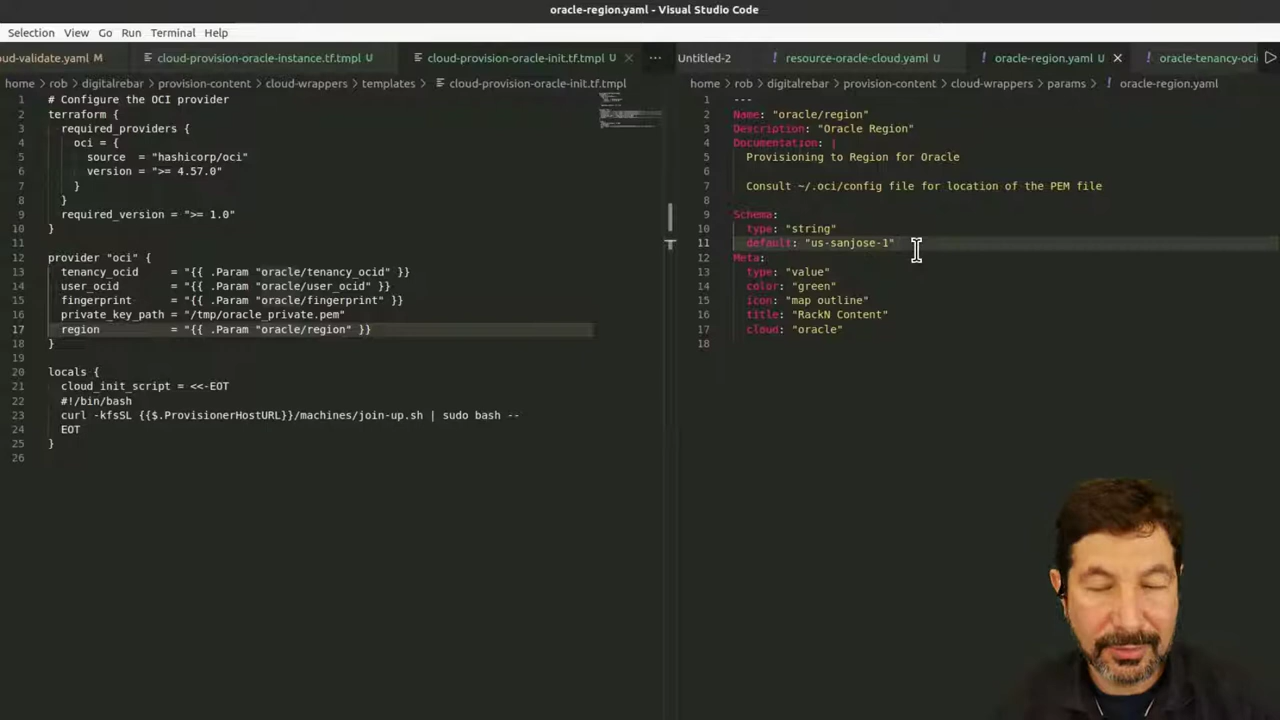 oracle-region.yaml - Visual Studio Code
Selection View Go Run Terminal Help
oud-validate.yaml M
cloud-provision-oracle-instance.tf.tmpl U
cloud-provision-oracle-init.tf.tmpl U ×
home > rob > digitalrebar > provision-content > cloud-wrappers > templates > cloud-provision-oracle-init.tf.tmpl
1 # Configure the OCI provider
2 terraform {
3 required_providers {
4 oci = {
5 source = "hashicorp/oci"
6 version = ">= 4.57.0"
7 }
8 }
9 required_version = ">= 1.0"
10 }
11
12 provider "oci" {
13 tenancy_ocid = "{{ .Param "oracle/tenancy_ocid" }}
14 user_ocid = "{{ .Param "oracle/user_ocid" }}
15 fingerprint = "{{ .Param "oracle/fingerprint" }}
16 private_key_path = "/tmp/oracle_private.pem"
17 region = "{{ .Param "oracle/region" }}
18 }
19
20 locals {
21 cloud_init_script = <<-EOT
22 #!/bin/bash
23 curl -kfsSL {{$.ProvisionerHostURL}}/machines/join-up.sh | sudo bash --
24 EOT
25 }
26
Untitled-2
resource-oracle-cloud.yaml U
oracle-region.yaml U ×
oracle-tenancy-oci
home > rob > digitalrebar > provision-content > cloud-wrappers > params > oracle-region.yaml
1 ---
2 Name: "oracle/region"
3 Description: "Oracle Region"
4 Documentation: |
5 Provisioning to Region for Oracle
6
7 Consult ~/.oci/config file for location of the PEM file
8
9 Schema:
10 type: "string"
11 default: "us-sanjose-1"
12 Meta:
13 type: "value"
14 color: "green"
15 icon: "map outline"
16 title: "RackN Content"
17 cloud: "oracle"
18